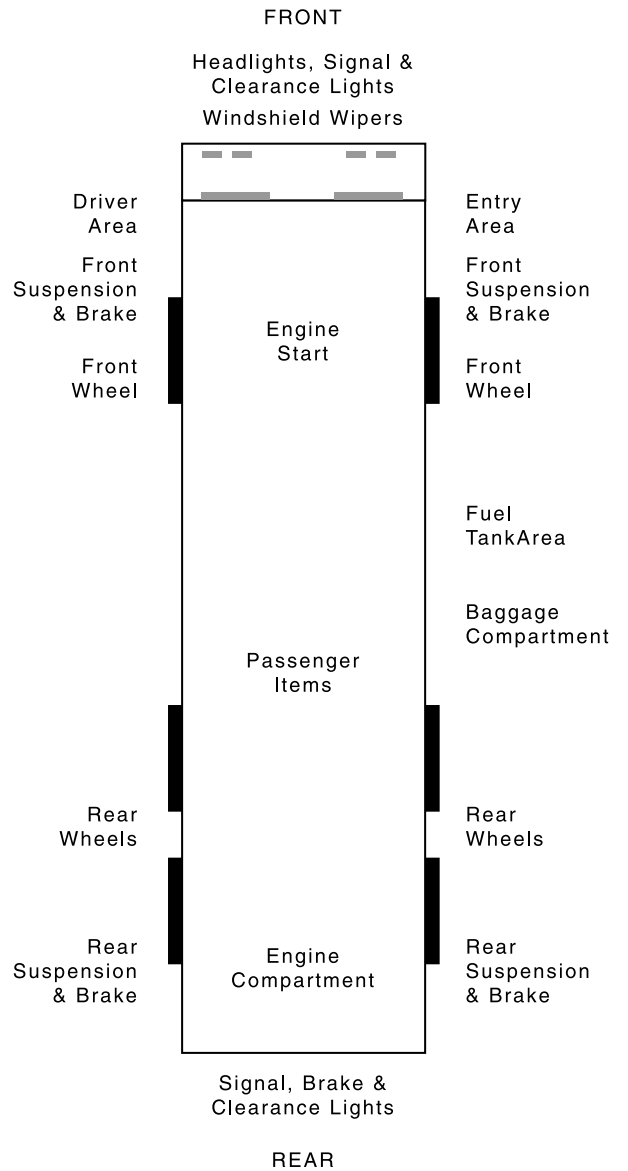 FRONT
Headlights, Signal &
Clearance Lights
Windshield Wipers
Driver
Area
Entry
Area
Front
Suspension
& Brake
Front
Suspension
& Brake
Engine
Start
Front
Wheel
Front
Wheel
Fuel
TankArea
Baggage
Compartment
Passenger
Items
Rear
Wheels
Rear
Wheels
Rear
Suspension
& Brake
Engine
Compartment
Rear
Suspension
& Brake
Signal, Brake &
Clearance Lights
REAR